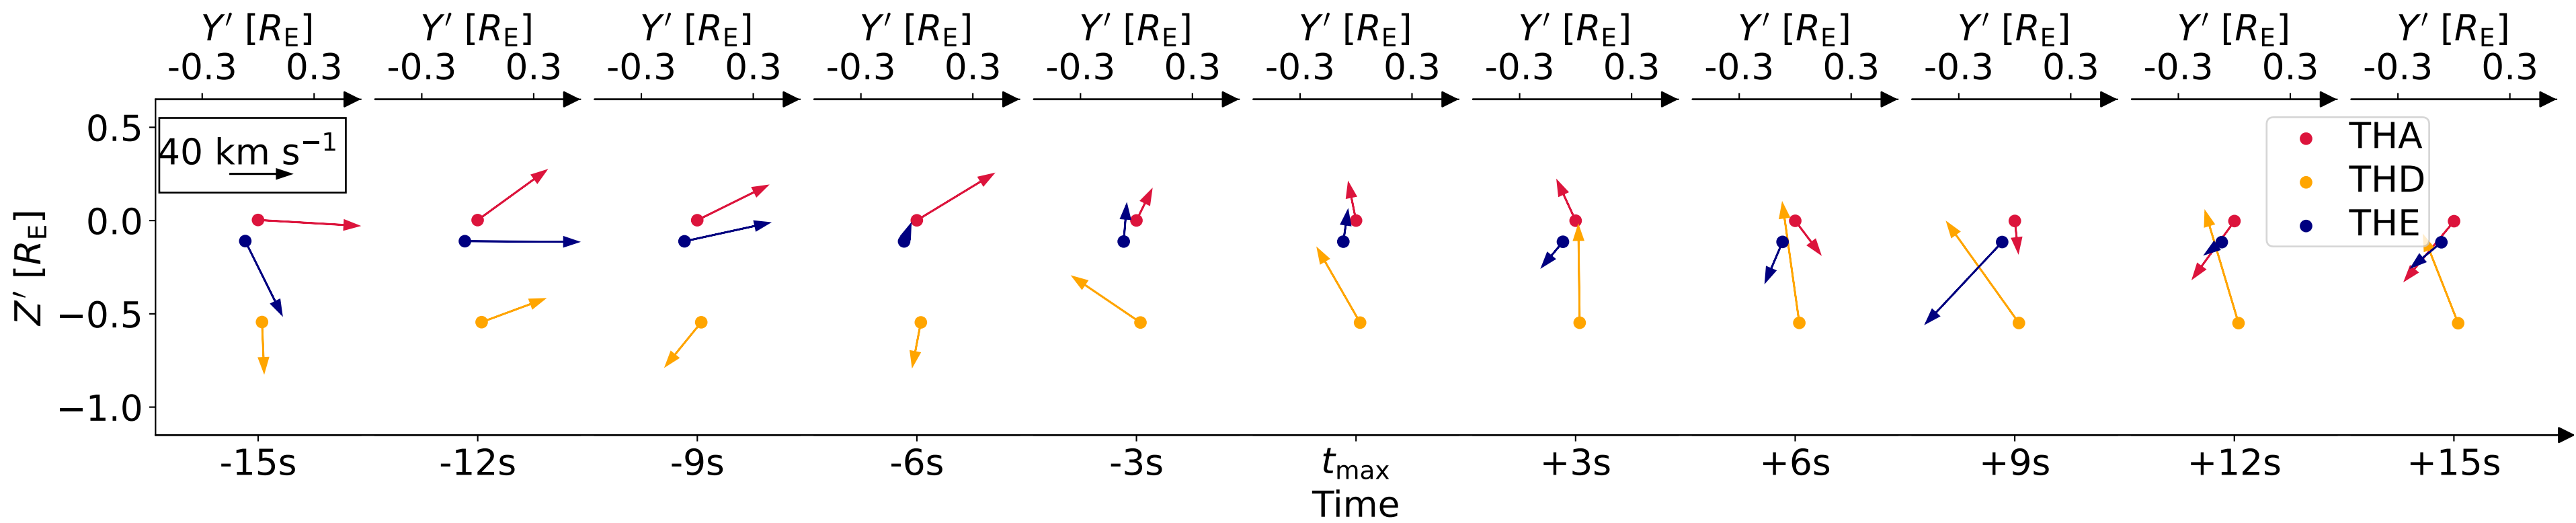 Y′ [R_E] Y′ [R_E] Y′ [R_E] Y′ [R_E] Y′ [R_E] Y′ [R_E] Y′ [R_E] Y′ [R_E] Y′ [R_E] Y′ [R_E] Y′ [R_E]
-0.3 0.3 -0.3 0.3 -0.3 0.3 -0.3 0.3 -0.3 0.3 -0.3 0.3 -0.3 0.3 -0.3 0.3 -0.3 0.3 -0.3 0.3 -0.3 0.3
0.5
40 km s⁻¹
THA
THD
THE
0.0
−0.5
−1.0
Z′ [R_E]
-15s -12s -9s -6s -3s t_max +3s +6s +9s +12s +15s
Time